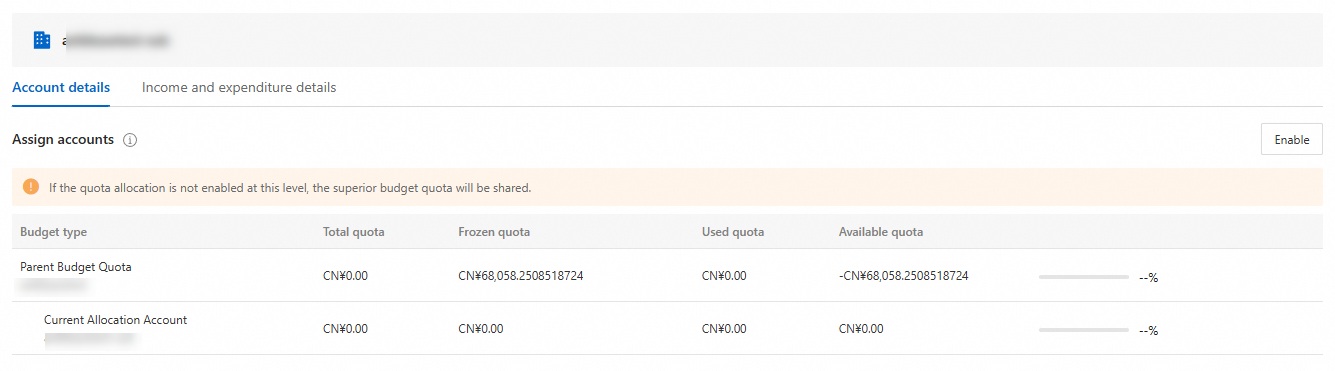 Account details Income and expenditure details
Assign accounts
Enable
If the quota allocation is not enabled at this level, the superior budget quota will be shared.
Budget type Total quota Frozen quota Used quota Available quota
Parent Budget Quota
CN¥0.00 CN¥68,058.2508518724 CN¥0.00 -CN¥68,058.2508518724 --%
Current Allocation Account
CN¥0.00 CN¥0.00 CN¥0.00 CN¥0.00 --%